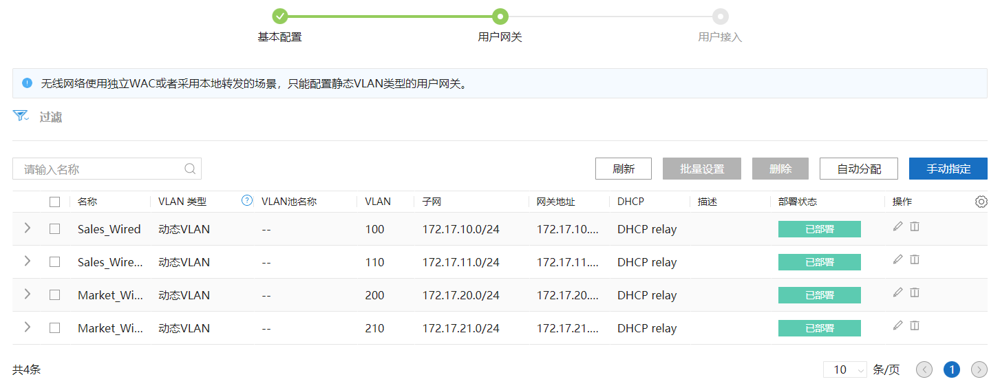 基本配置 用户网关 用户接入
无线网络使用独立WAC或者采用本地转发的场景，只能配置静态VLAN类型的用户网关。
过滤
请输入名称 刷新 批量设置 删除 自动分配 手动指定
名称 VLAN 类型 VLAN池名称 VLAN 子网 网关地址 DHCP 描述 部署状态 操作
Sales_Wired 动态VLAN -- 100 172.17.10.0/24 172.17.10.... DHCP relay 已部署
Sales_Wire... 动态VLAN -- 110 172.17.11.0/24 172.17.11.... DHCP relay 已部署
Market_Wi... 动态VLAN -- 200 172.17.20.0/24 172.17.20.... DHCP relay 已部署
Market_Wi... 动态VLAN -- 210 172.17.21.0/24 172.17.21.... DHCP relay 已部署
共4条 10 条/页 1